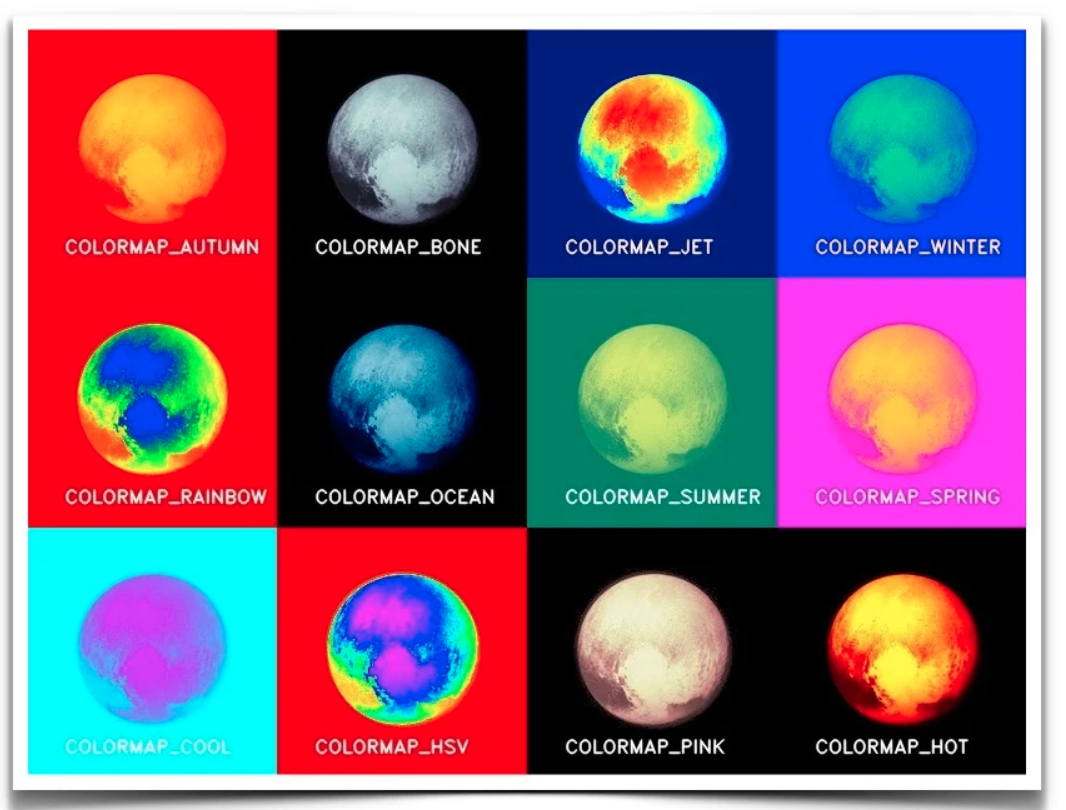 COLORMAP_AUTUMN
COLORMAP_BONE
COLORMAP_JET
COLORMAP_WINTER
COLORMAP_RAINBOW
COLORMAP_OCEAN
COLORMAP_SUMMER
COLORMAP_SPRING
COLORMAP_COOL
COLORMAP_HSV
COLORMAP_PINK
COLORMAP_HOT